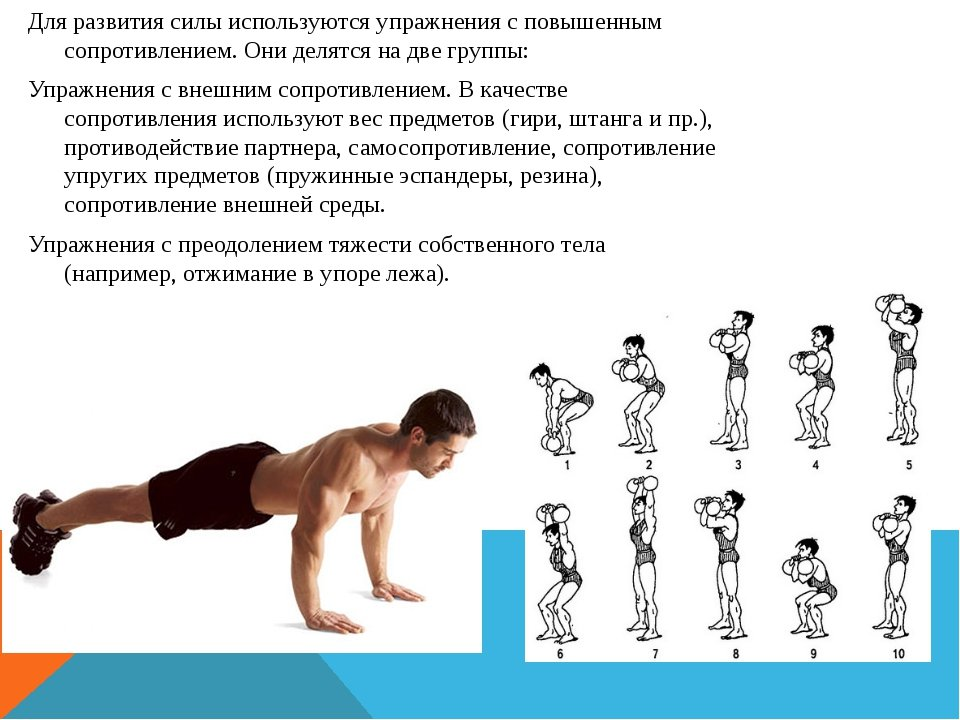 Для развития силы используются упражнения с повышенным
сопротивлением. Они делятся на две группы:
Упражнения с внешним сопротивлением. В качестве
сопротивления используют вес предметов (гири, штанга и пр.),
противодействие партнера, самосопротивление, сопротивление
упругих предметов (пружинные эспандеры, резина),
сопротивление внешней среды.
Упражнения с преодолением тяжести собственного тела
(например, отжимание в упоре лежа).
1 2 3 4 5
6 7 8 9 10